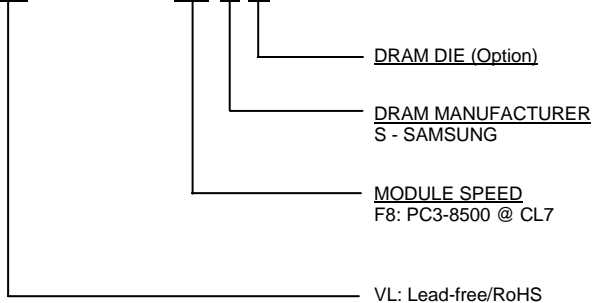 DRAM DIE (Option)
DRAM MANUFACTURER
S - SAMSUNG
MODULE SPEED
F8: PC3-8500 @ CL7
VL: Lead-free/RoHS